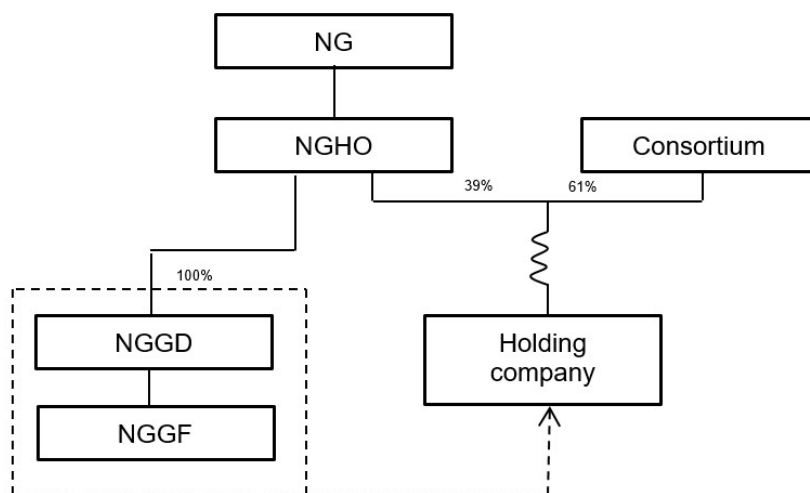 NG
NGHO
Consortium
39%
61%
100%
NGGD
Holding
company
NGGF